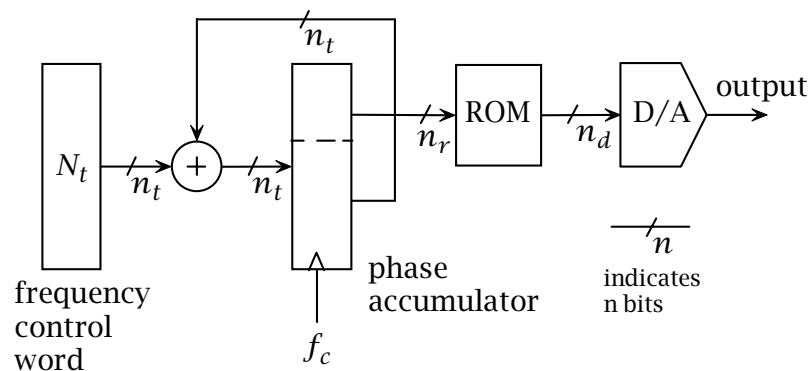 n_t
output
N_t
n_t
+
n_t
n_r
ROM
n_d
D/A
n
indicates
n bits
frequency
control
word
phase
accumulator
f_c